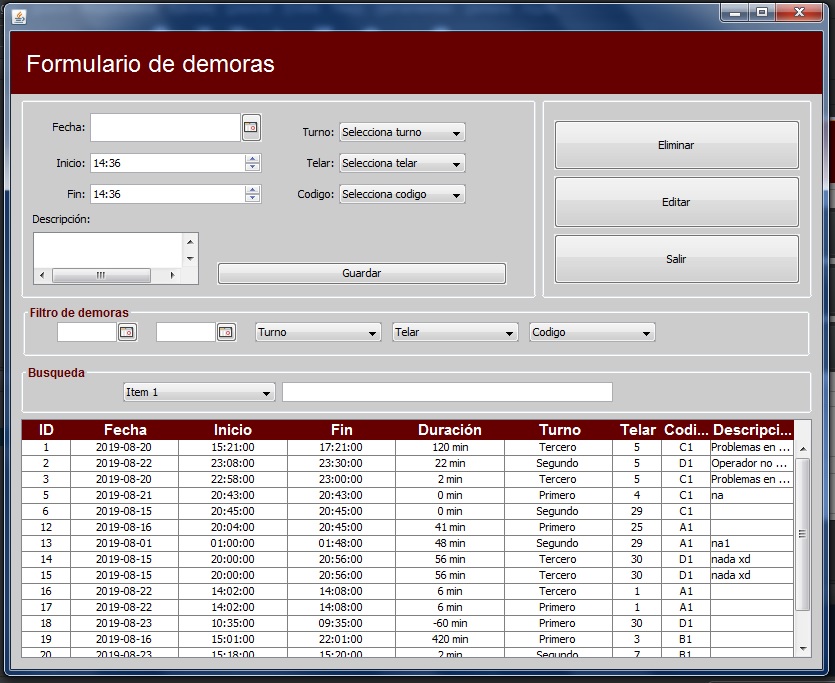 Formulario de demoras
Fecha:
Turno: Selecciona turno
Inicio: 14:36
Telar: Selecciona telar
Fin: 14:36
Codigo: Selecciona codigo
Descripción:
Guardar
Eliminar
Editar
Salir
Filtro de demoras
Turno Telar Codigo
Busqueda
Item 1
ID Fecha Inicio Fin Duración Turno Telar Codi... Descripci...
1 2019-08-20 15:21:00 17:21:00 120 min Tercero 5 C1 Problemas en ...
2 2019-08-22 23:08:00 23:30:00 22 min Segundo 5 D1 Operador no ...
3 2019-08-20 22:58:00 23:00:00 2 min Tercero 5 C1 Problemas en ...
5 2019-08-21 20:43:00 20:43:00 0 min Primero 4 C1 na
6 2019-08-15 20:45:00 20:45:00 0 min Segundo 29 C1
12 2019-08-16 20:04:00 20:45:00 41 min Primero 25 A1
13 2019-08-01 01:00:00 01:48:00 48 min Segundo 29 A1 na1
14 2019-08-15 20:00:00 20:56:00 56 min Tercero 30 D1 nada xd
15 2019-08-15 20:00:00 20:56:00 56 min Tercero 30 D1 nada xd
16 2019-08-22 14:02:00 14:08:00 6 min Tercero 1 A1
17 2019-08-22 14:02:00 14:08:00 6 min Primero 1 A1
18 2019-08-23 10:35:00 09:35:00 -60 min Primero 30 D1
19 2019-08-16 15:01:00 22:01:00 420 min Primero 3 B1
20 2019-08-23 15:18:00 15:20:00 2 min Segundo 7 B1